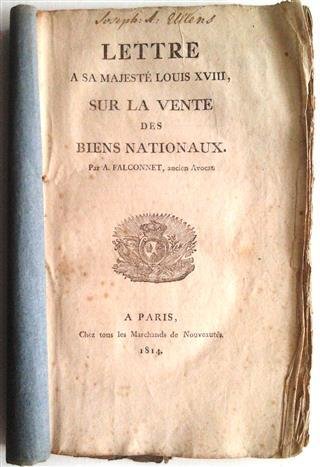 Joseph. A. Ullens
LETTRE
A SA MAJESTÉ LOUIS XVIII,
SUR LA VENTE
DES
BIENS NATIONAUX.
Par A. FALCONNET, ancien Avocat
A PARIS,
Chez tous les Marchands de Nouveautés.
1814.